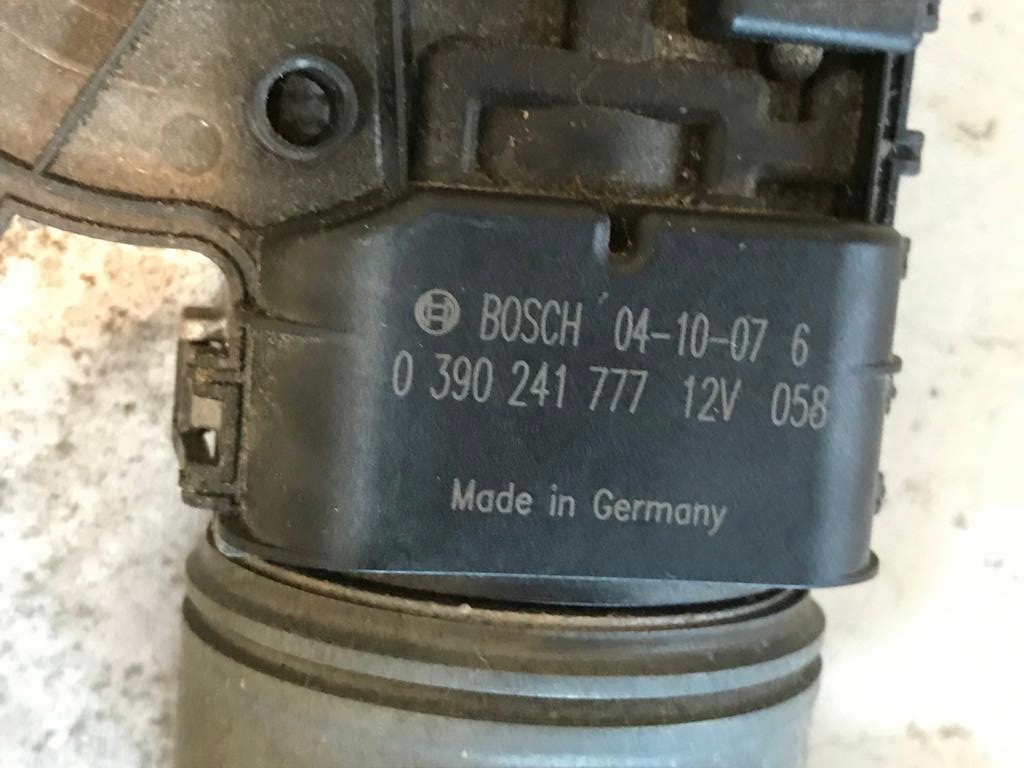 BOSCH 04-10-07 6
0 390 241 777 12V 058
Made in Germany